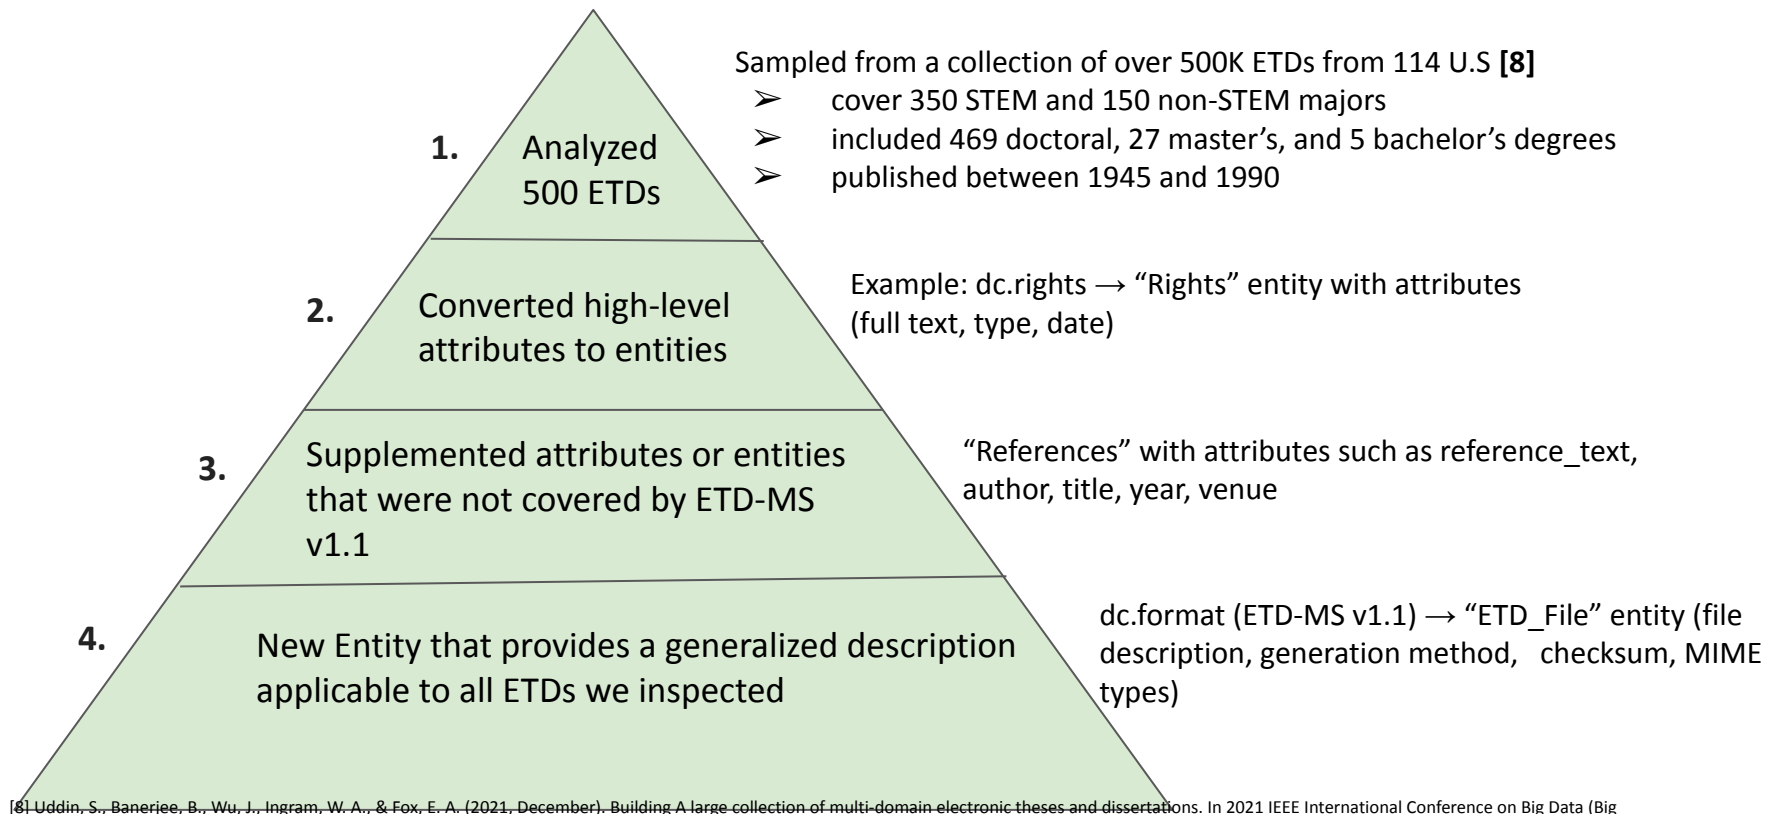 Sampled from a collection of over 500K ETDs from 114 U.S [8]
➢ cover 350 STEM and 150 non-STEM majors
➢ included 469 doctoral, 27 master’s, and 5 bachelor’s degrees
➢ published between 1945 and 1990
1.
Analyzed
500 ETDs
2.
Converted high-level
attributes to entities
Example: dc.rights → “Rights” entity with attributes
(full text, type, date)
3.
Supplemented attributes or entities
that were not covered by ETD-MS
v1.1
“References” with attributes such as reference_text,
author, title, year, venue
4.
New Entity that provides a generalized description
applicable to all ETDs we inspected
dc.format (ETD-MS v1.1) → “ETD_File” entity (file
description, generation method, checksum, MIME
types)
[8] Uddin, S., Banerjee, B., Wu, J., Ingram, W. A., & Fox, E. A. (2021, December). Building A large collection of multi-domain electronic theses and dissertations. In 2021 IEEE International Conference on Big Data (Big